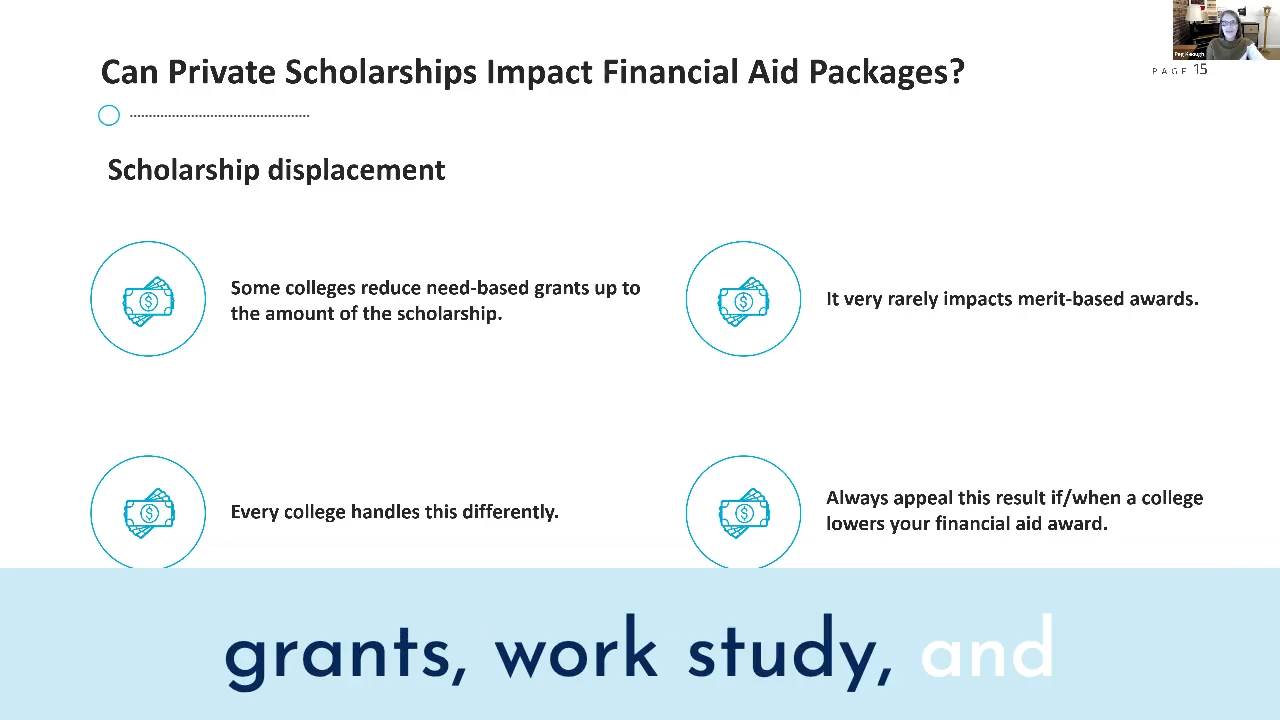 Can Private Scholarships Impact Financial Aid Packages?
PAGE 15
Peg Keough
Scholarship displacement
Some colleges reduce need-based grants up to
the amount of the scholarship.
It very rarely impacts merit-based awards.
Every college handles this differently.
Always appeal this result if/when a college
lowers your financial aid award.
grants, work study, and